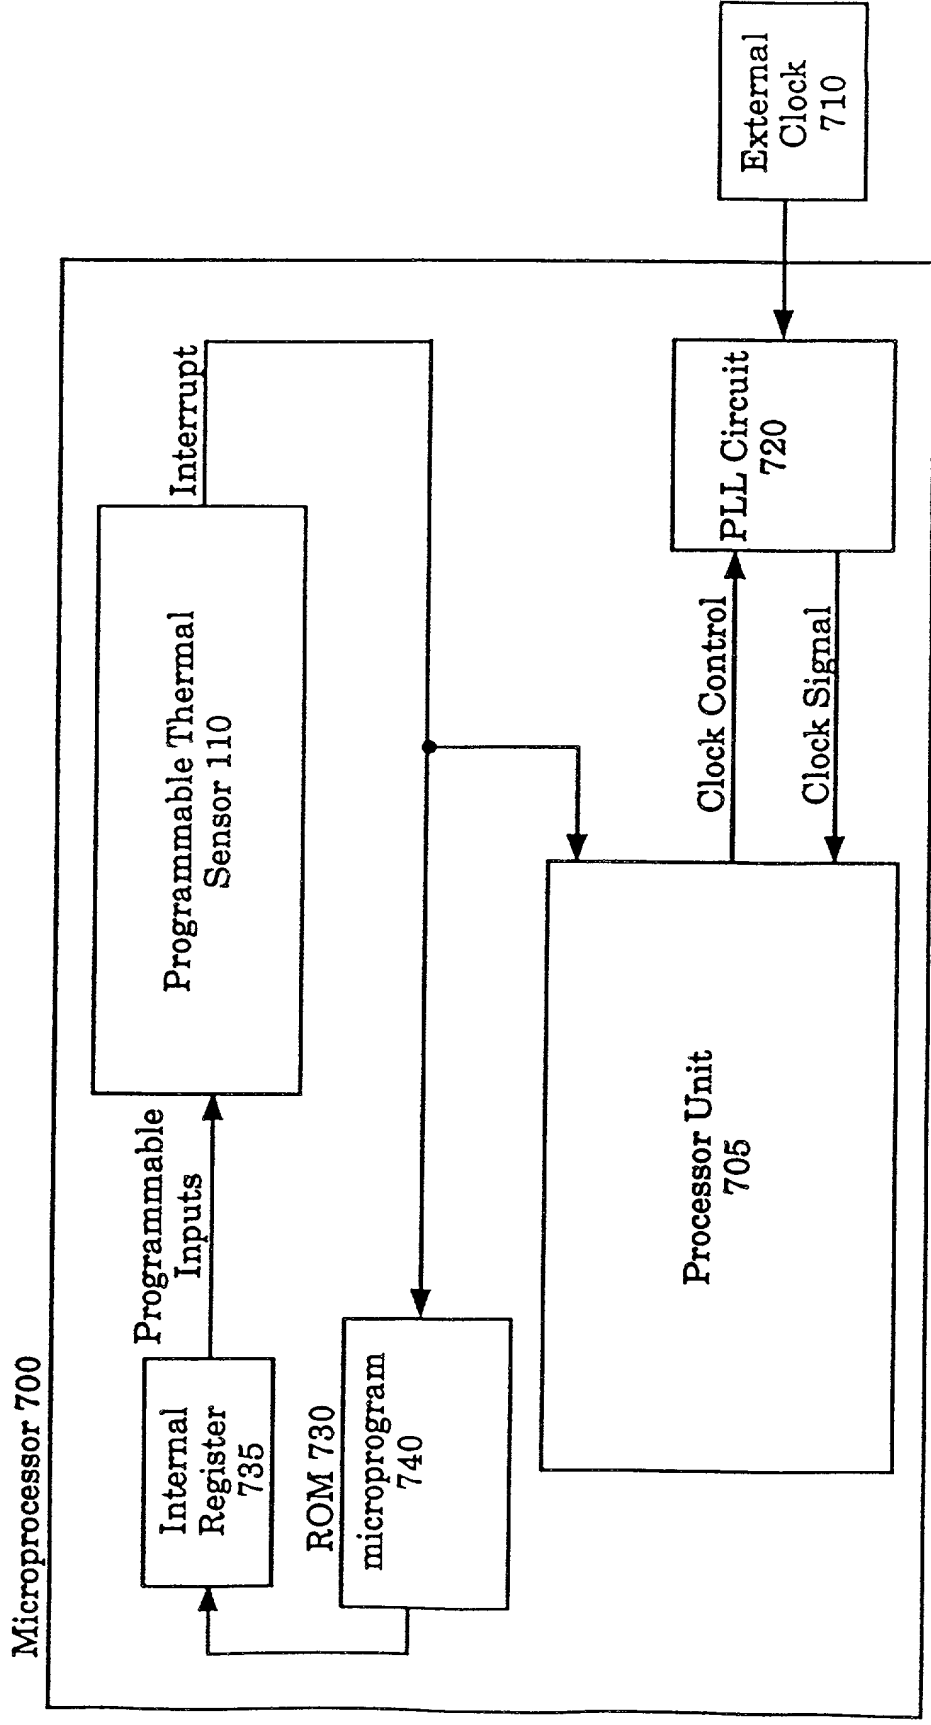 Microprocessor 700
Internal
Register
735
Programmable
Inputs
Programmable Thermal
Sensor 110
Interrupt
ROM 730
microprogram
740
Processor Unit
705
Clock Control
Clock Signal
PLL Circuit
720
External
Clock
710